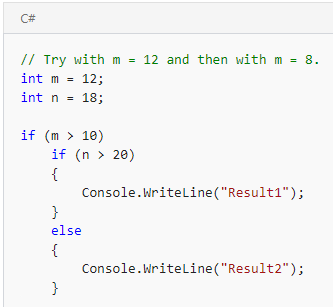 C#
// Try with m = 12 and then with m = 8.
int m = 12;
int n = 18;
if (m > 10)
if (n > 20)
{
Console.WriteLine("Result1");
}
else
{
Console.WriteLine("Result2");
}